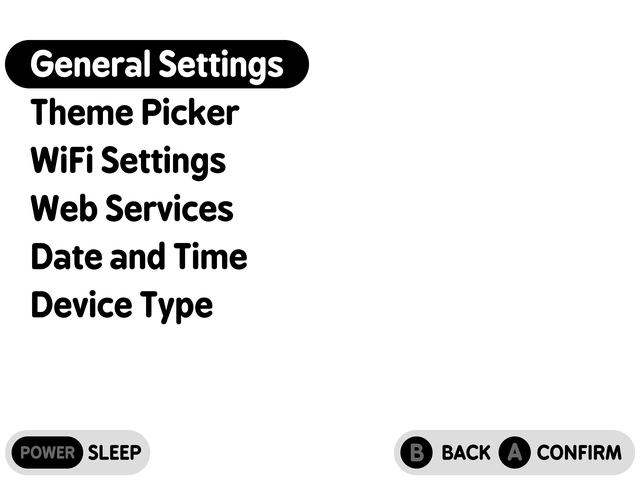 General Settings
Theme Picker
WiFi Settings
Web Services
Date and Time
Device Type
POWER SLEEP
B BACK A CONFIRM